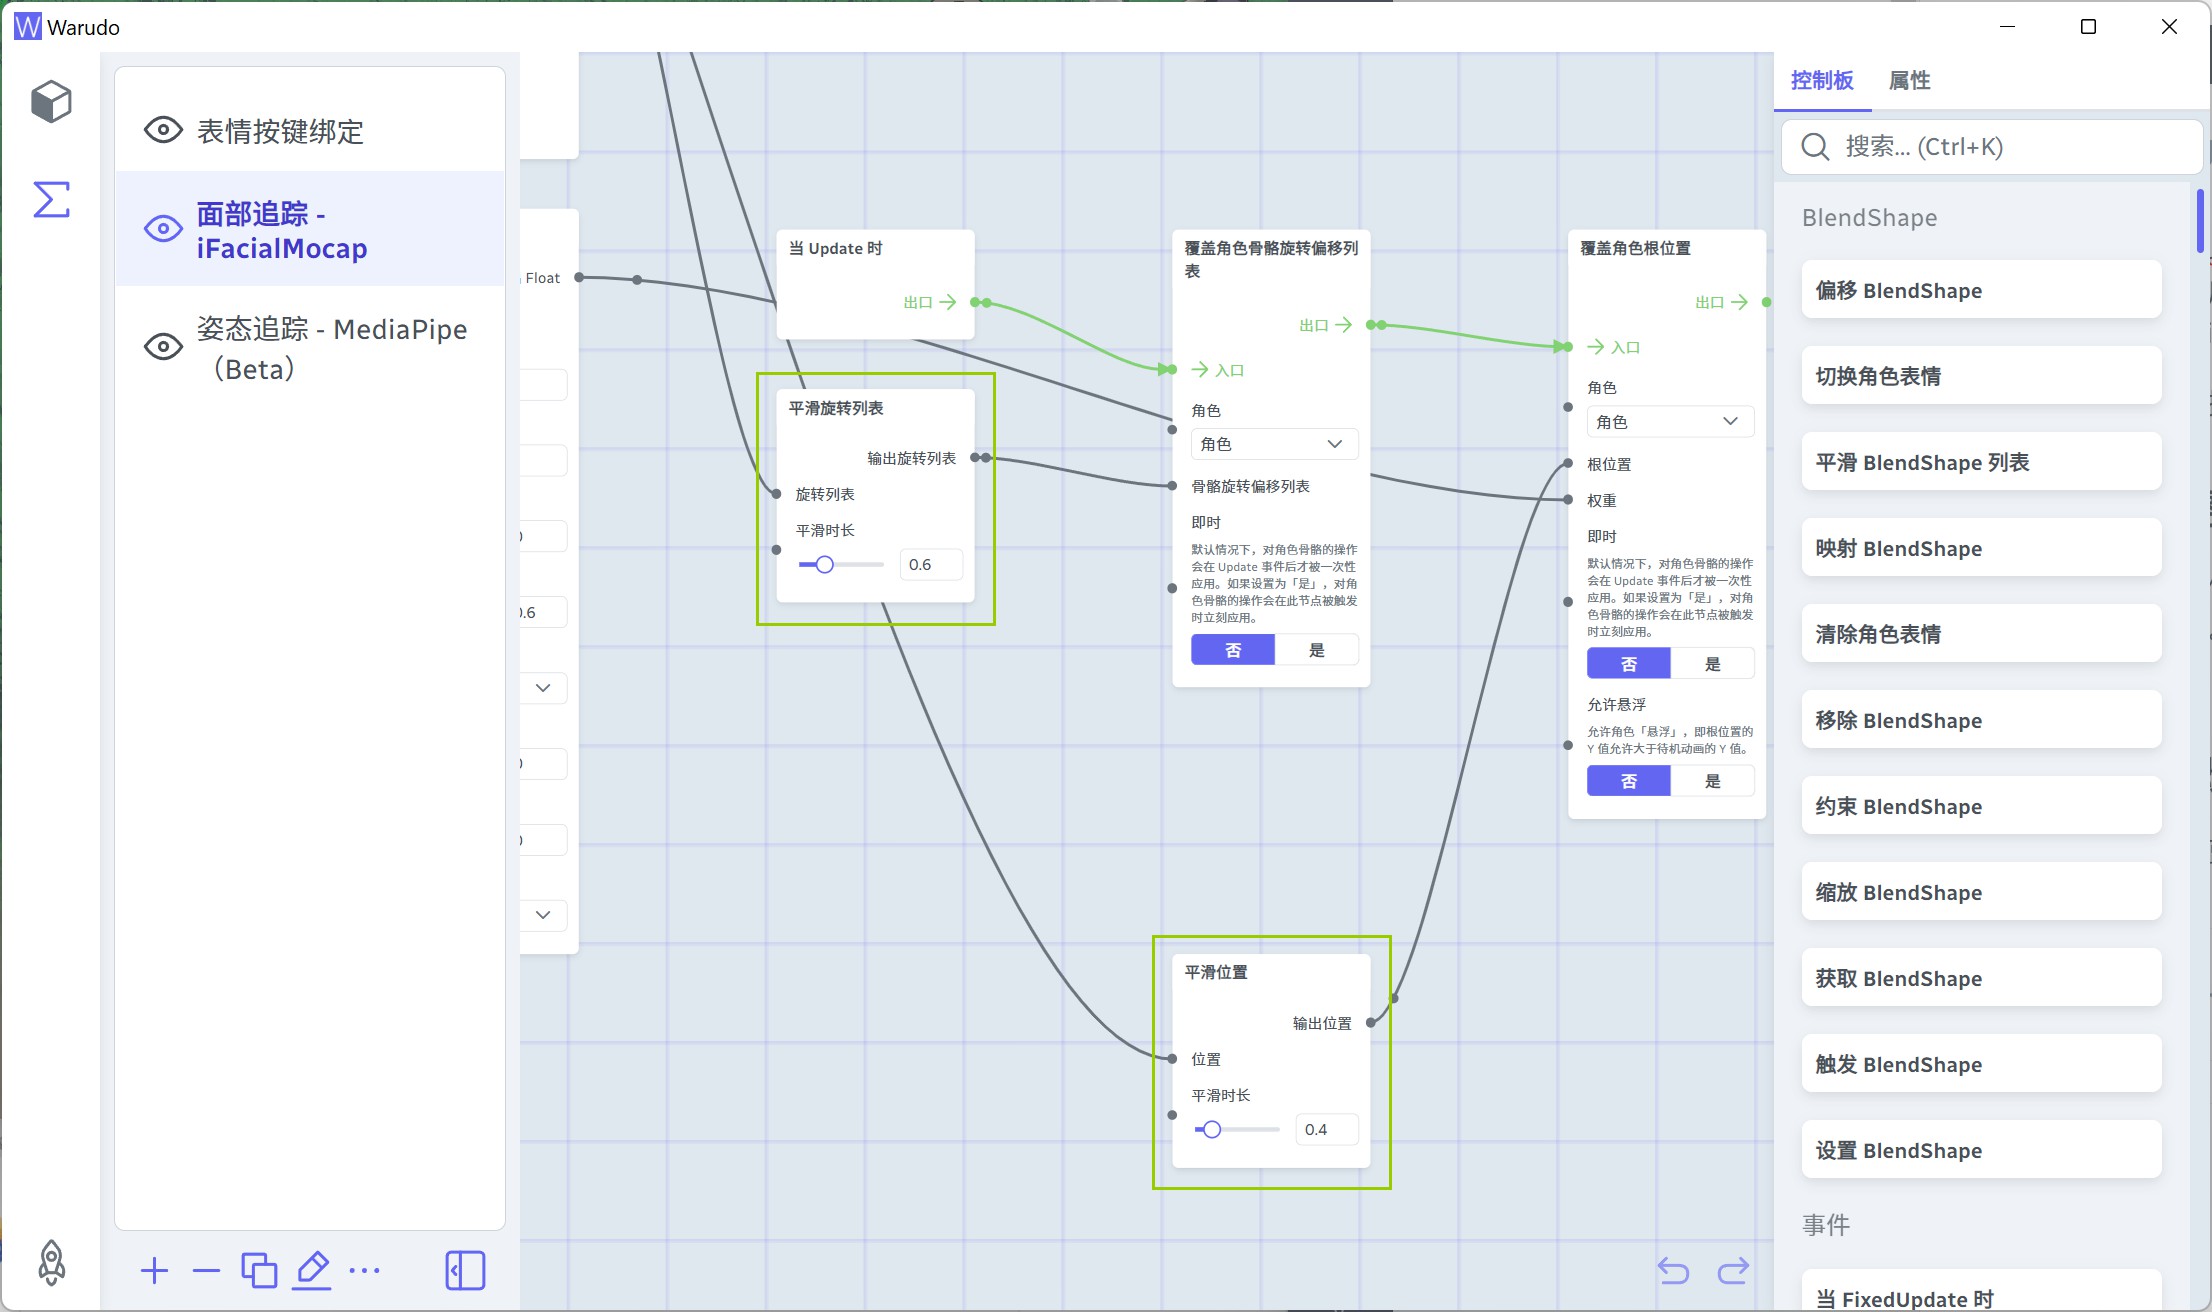 Warudo
表情按键绑定
面部追踪 -
iFacialMocap
姿态追踪 - MediaPipe
（Beta）
Float
.6
当 Update 时
出口
平滑旋转列表
输出旋转列表
旋转列表
平滑时长
0.6
覆盖角色骨骼旋转偏移列
表
出口
入口
角色
角色
骨骼旋转偏移列表
即时
默认情况下，对角色骨骼的操作
会在 Update 事件后才被一次性
应用。如果设置为「是」，对角
色骨骼的操作会在此节点被触发
时立刻应用。
否 是
平滑位置
输出位置
位置
平滑时长
0.4
覆盖角色根位置
出口
入口
角色
角色
根位置
权重
即时
默认情况下，对角色骨骼的操作
会在 Update 事件后才被一次性
应用。如果设置为「是」，对角
色骨骼的操作会在此节点被触发
时立刻应用。
否 是
允许悬浮
允许角色「悬浮」，即根位置的
Y 值允许大于待机动画的 Y 值。
否 是
控制板 属性
搜索... (Ctrl+K)
BlendShape
偏移 BlendShape
切换角色表情
平滑 BlendShape 列表
映射 BlendShape
清除角色表情
移除 BlendShape
约束 BlendShape
缩放 BlendShape
获取 BlendShape
触发 BlendShape
设置 BlendShape
事件
当 FixedUpdate 时